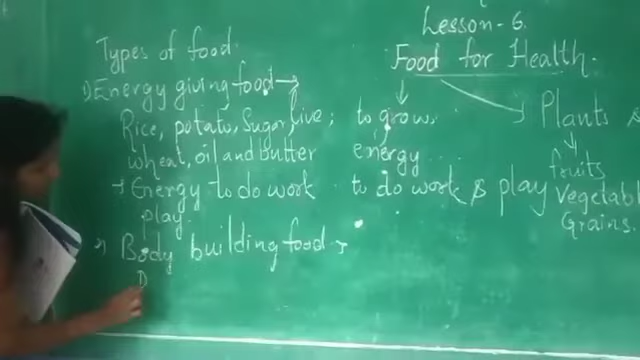 Lesson - 6.
Food for Health.
Types of food.
1) Energy giving food →
Rice, potato, Sugar,
wheat, oil and butter
→ Energy to do work
play.
Body building food →
D
live; to grow,
energy ....
to do work & play
→ Plants &
fruits
Vegetabl
Grains.